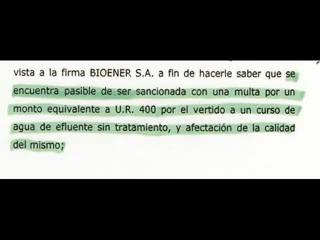 vista a la firma BIOENER S.A. a fin de hacerle saber que se
encuentra pasible de ser sancionada con una multa por un
monto equivalente a U.R. 400 por el vertido a un curso de
agua de efluente sin tratamiento, y afectación de la calidad
del mismo;